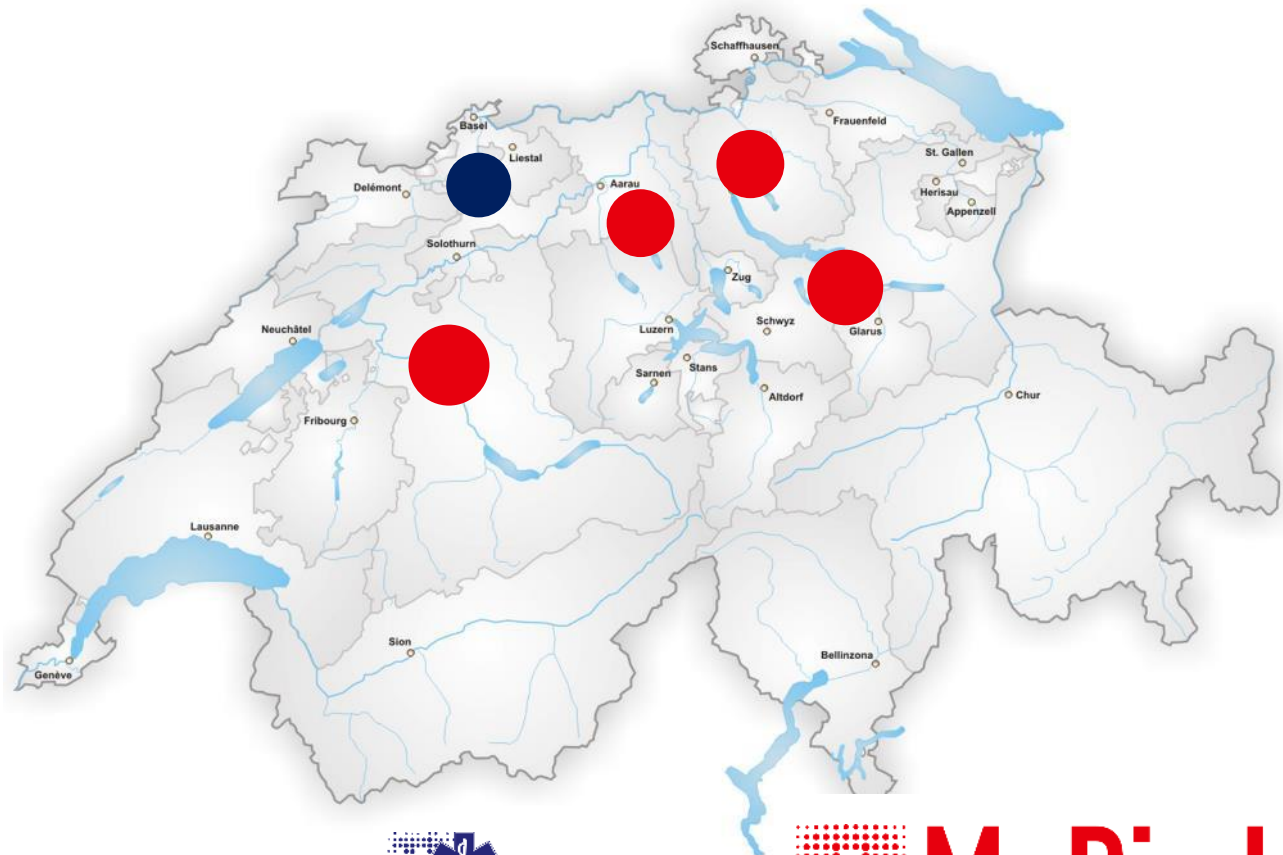 Schaffhausen
Basel
Frauenfeld
Liestal
St. Gallen
Delémont
Aarau
Herisau
Appenzell
Solothurn
Zug
Neuchâtel
Luzern
Schwyz
Glarus
Stans
Sarnen
Altdorf
Chur
Fribourg
Lausanne
Sion
Bellinzona
Genève